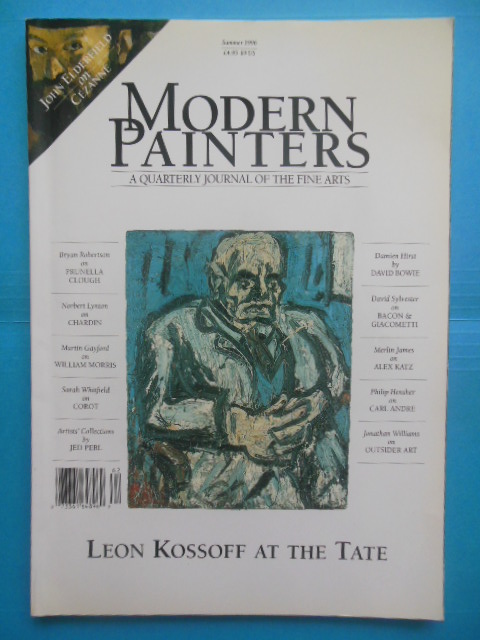 JOHN ELDERFIELD
on
CEZANNE
Summer 1996
MODERN
PAINTERS
A QUARTERLY JOURNAL OF THE FINE ARTS
Bryan Robertson
on
PRUNELLA
CLOUGH
Norbert Lynton
on
CHARDIN
Martin Gayford
on
WILLIAM MORRIS
Sarah Whitfield
on
COROT
Artists' Collections
by
JED PERL
Damien Hirst
by
DAVID BOWIE
David Sylvester
on
BACON &
GIACOMETTI
Merlin James
on
ALEX KATZ
Philip Hensher
on
CARL ANDRE
Jonathan Williams
on
OUTSIDER ART
LEON KOSSOFF AT THE TATE